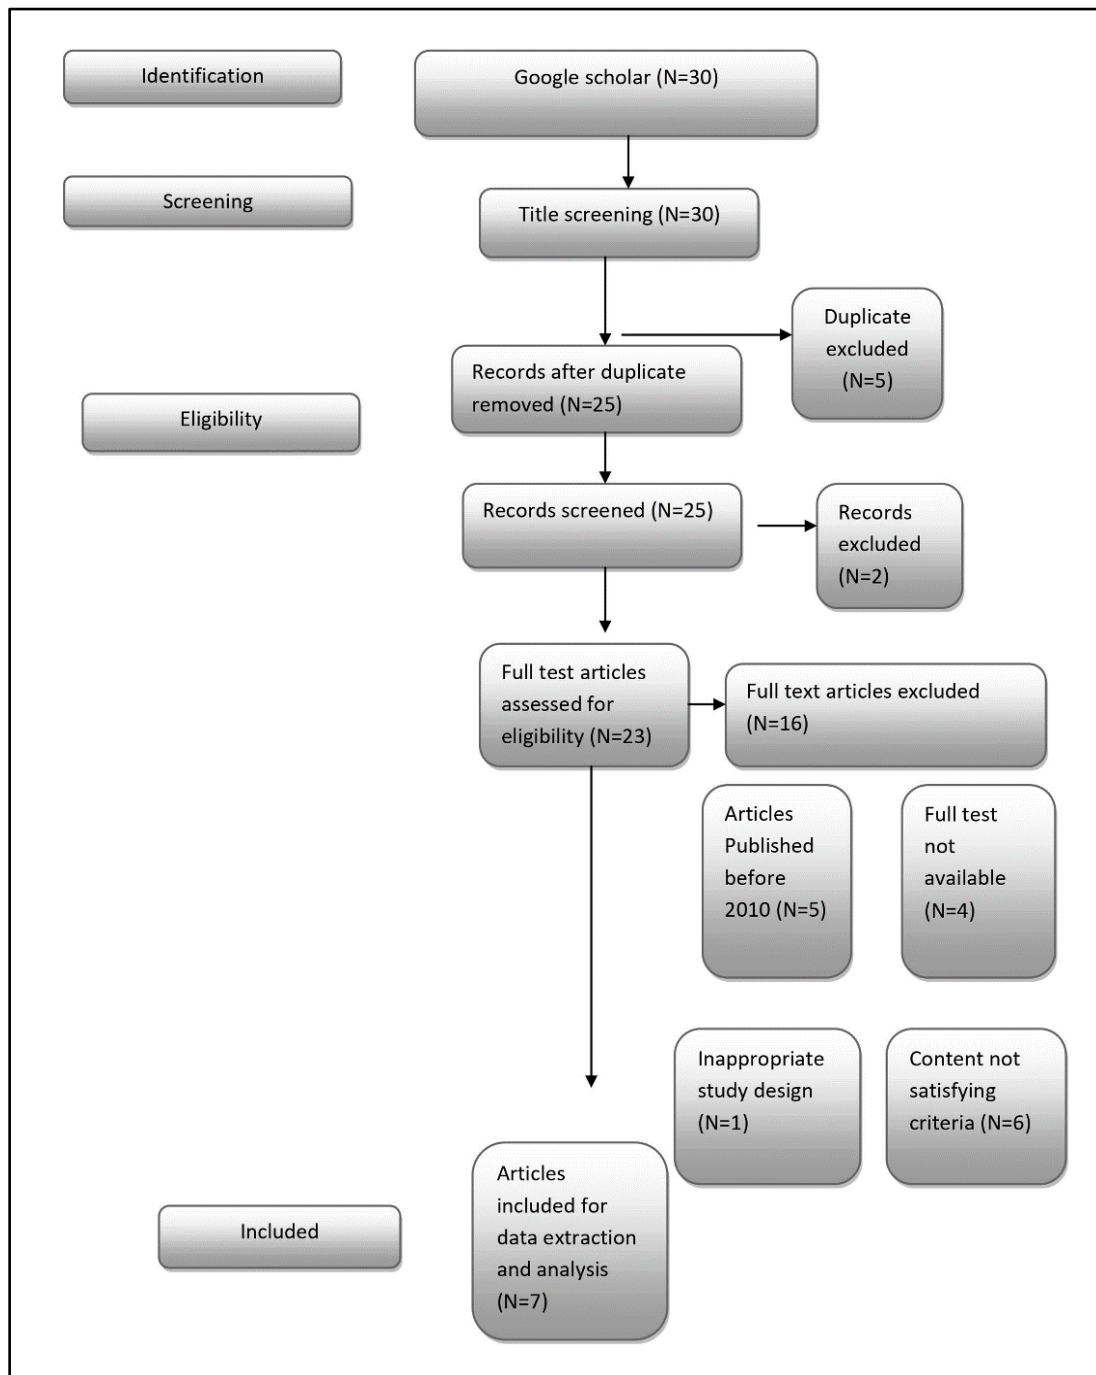 Identification
Google scholar (N=30)
Screening
Title screening (N=30)
Duplicate
excluded
(N=5)
Records after duplicate
removed (N=25)
Eligibility
Records screened (N=25)
Records
excluded
(N=2)
Full test articles
assessed for
eligibility (N=23)
Full text articles excluded
(N=16)
Articles
Published
before
2010 (N=5)
Full test
not
available
(N=4)
Inappropriate
study design
(N=1)
Content not
satisfying
criteria (N=6)
Included
Articles
included for
data extraction
and analysis
(N=7)